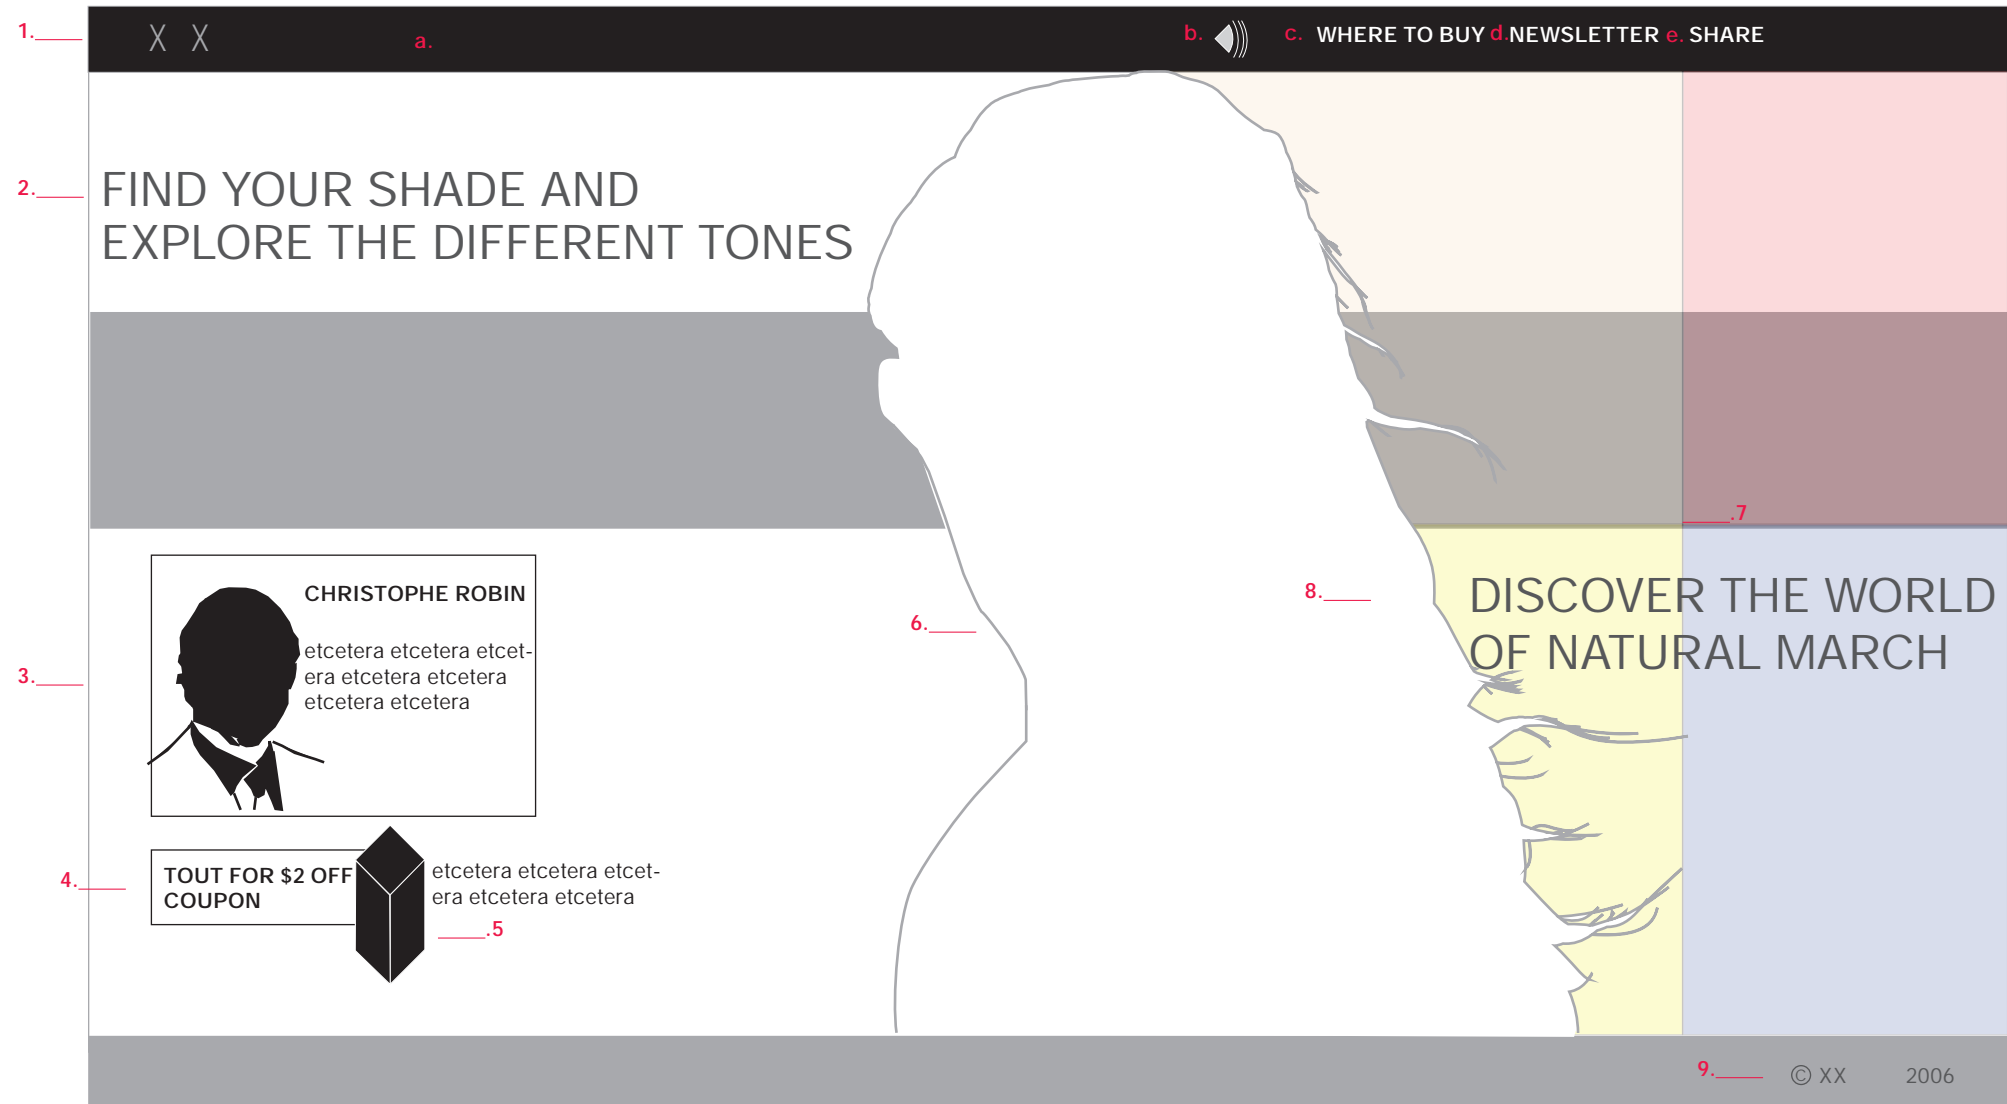 1.
X X
a.
b.
c. WHERE TO BUY d. NEWSLETTER e. SHARE
2.
FIND YOUR SHADE AND
EXPLORE THE DIFFERENT TONES
.7
3.
CHRISTOPHE ROBIN
etcetera etcetera etcet-
era etcetera etcetera
etcetera etcetera
6.
8.
DISCOVER THE WORLD
OF NATURAL MARCH
4.
TOUT FOR $2 OFF
COUPON
etcetera etcetera etcet-
era etcetera etcetera
.5
9.
© XX 2006